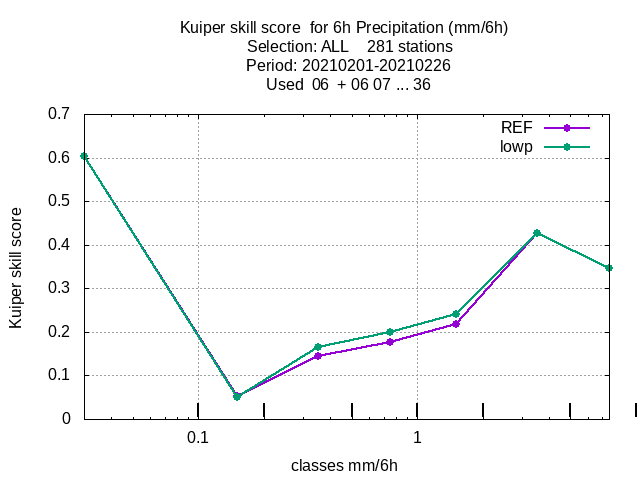 Kuiper skill score  for 6h Precipitation (mm/6h)
Selection: ALL    281 stations
Period: 20210201-20210226
Used  06  + 06 07 ... 36
0.7
0.6
0.5
0.4
0.3
0.2
0.1
0
Kuiper skill score
REF
lowp
0.1
1
classes mm/6h